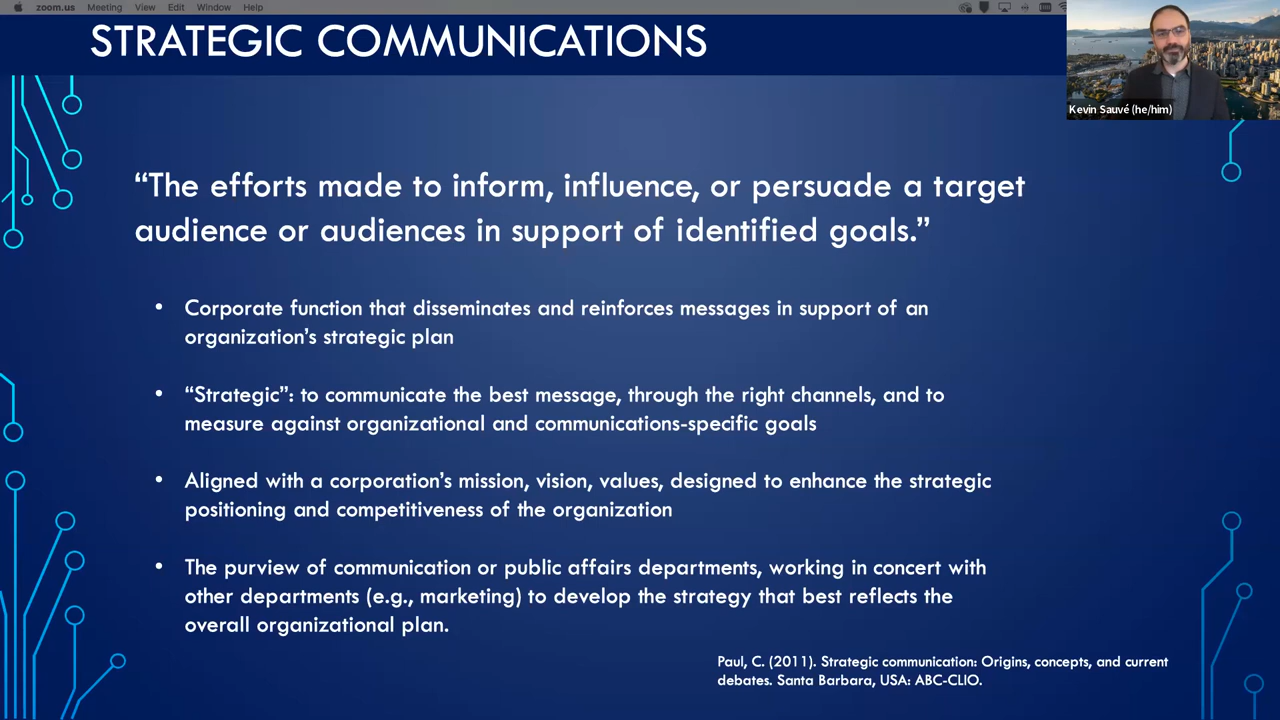 zoom.us Meeting View Edit Window Help
STRATEGIC COMMUNICATIONS
Kevin Sauvé (he/him)
“The efforts made to inform, influence, or persuade a target
audience or audiences in support of identified goals.”
• Corporate function that disseminates and reinforces messages in support of an
organization’s strategic plan
• “Strategic”: to communicate the best message, through the right channels, and to
measure against organizational and communications-specific goals
• Aligned with a corporation’s mission, vision, values, designed to enhance the strategic
positioning and competitiveness of the organization
• The purview of communication or public affairs departments, working in concert with
other departments (e.g., marketing) to develop the strategy that best reflects the
overall organizational plan.
Paul, C. (2011). Strategic communication: Origins, concepts, and current
debates. Santa Barbara, USA: ABC-CLIO.